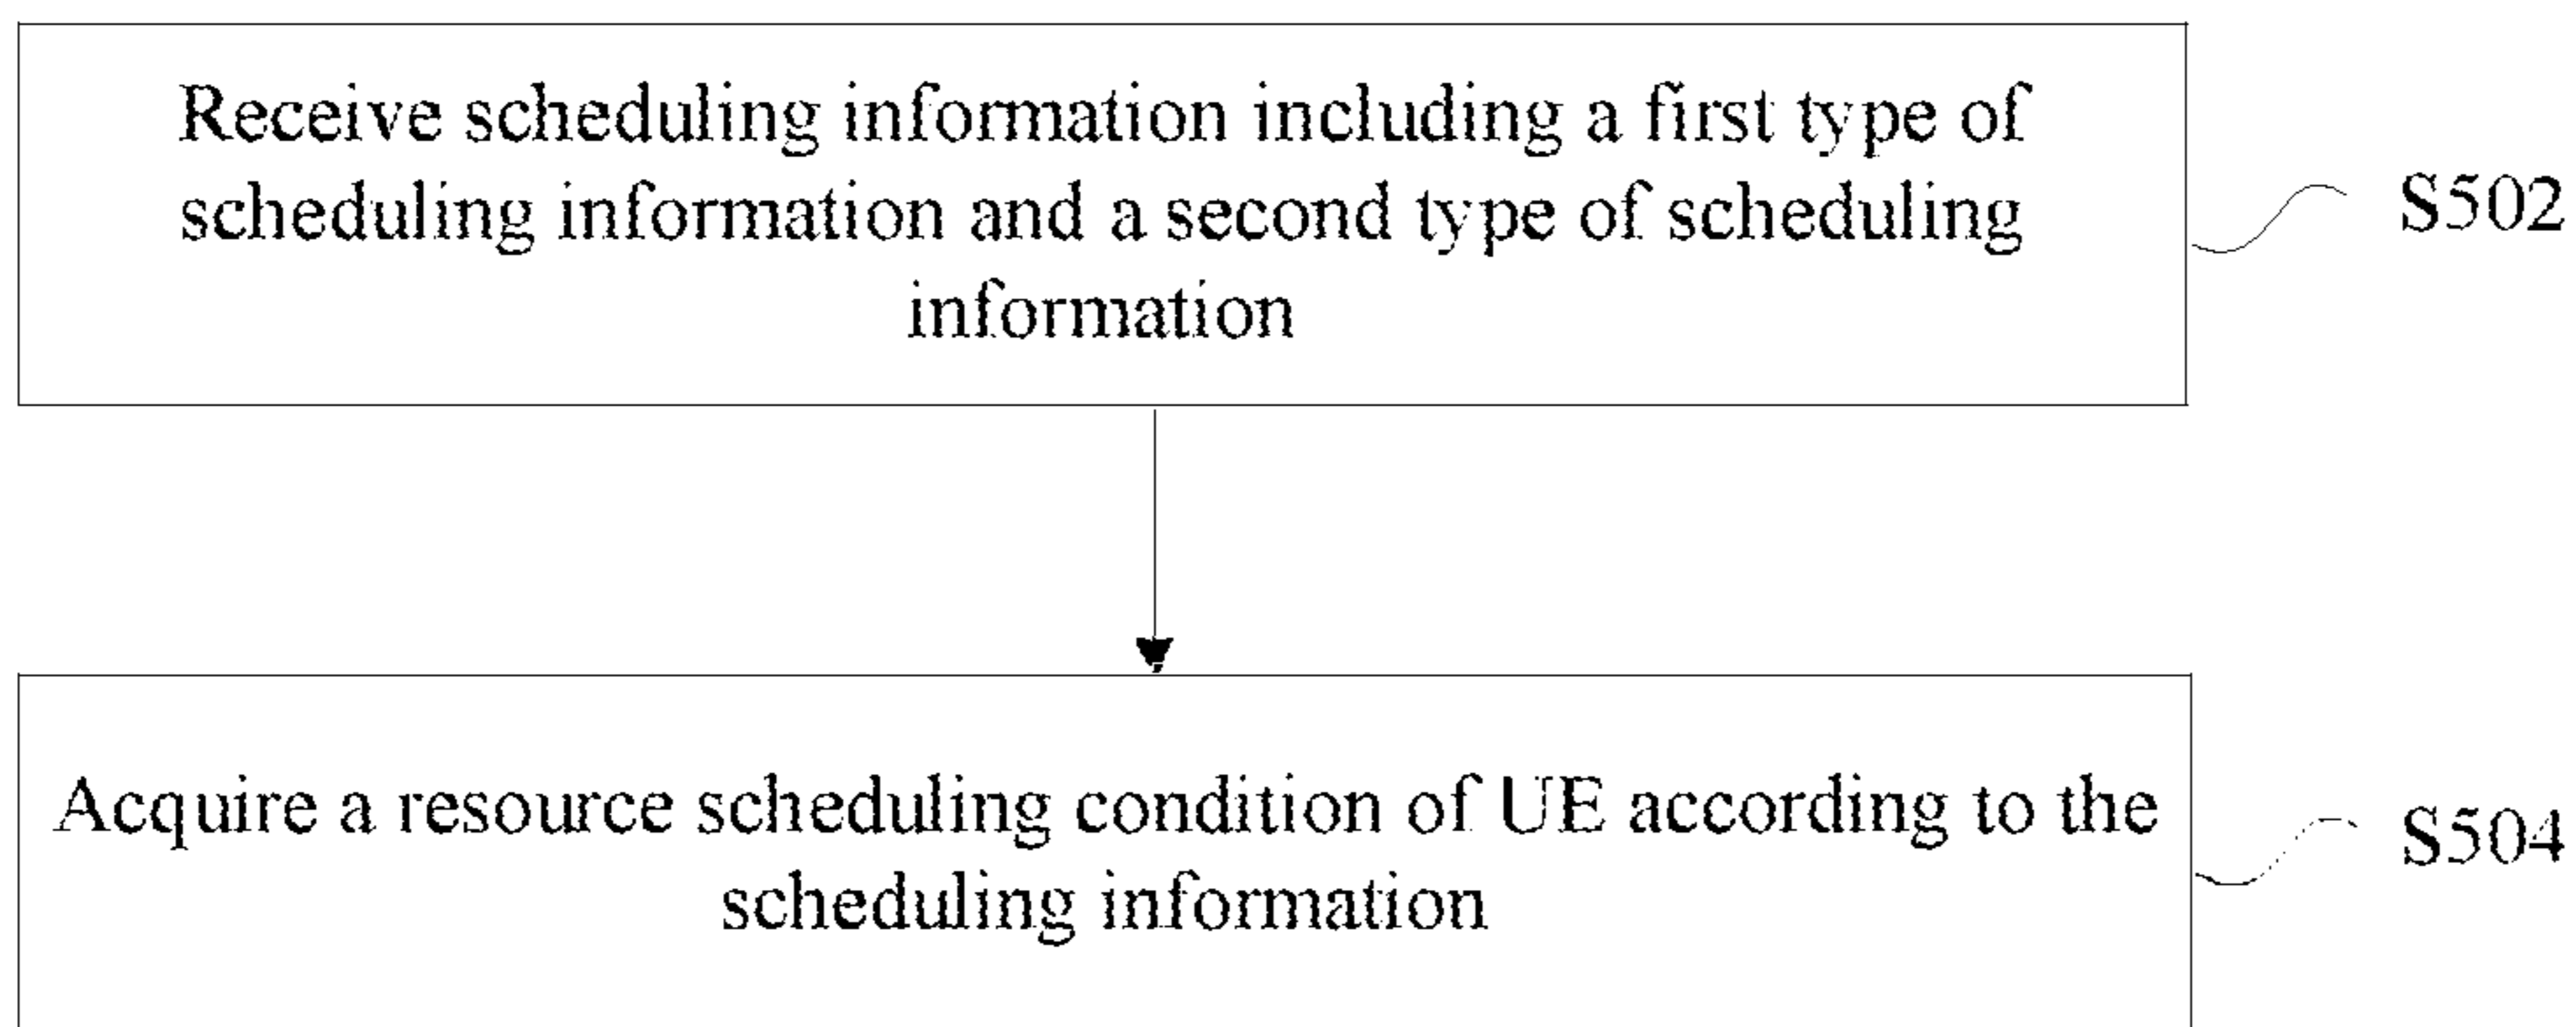 Receive scheduling information including a first type of
scheduling information and a second type of scheduling
information
S502
Acquire a resource scheduling condition of UE according to the
scheduling information
S504